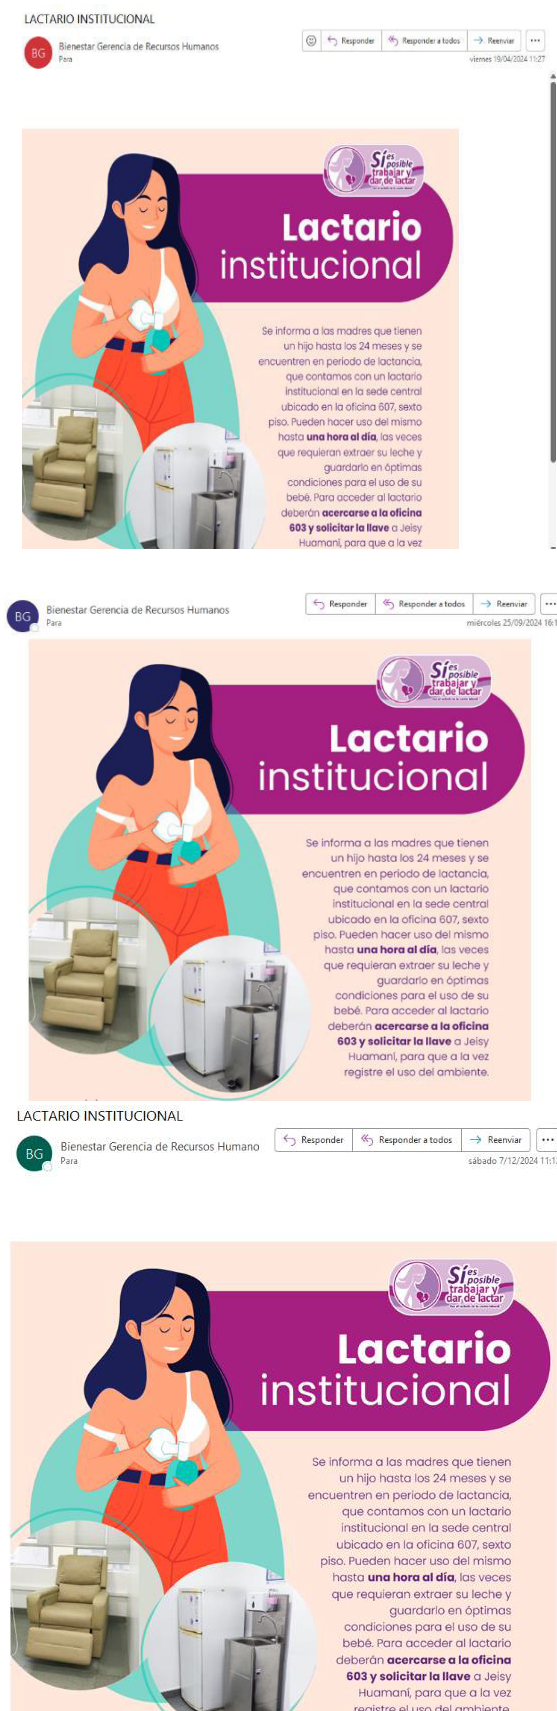 LACTARIO INSTITUCIONAL
BG
Bienestar Gerencia de Recursos Humanos
Para
Responder
Responder a todos
Reenviar
viernes 19/04/2024 11:27
Sí es
posible
trabajar y
dar de lactar
Lactario
institucional
Se informa a las madres que tienen
un hijo hasta los 24 meses y se
encuentren en periodo de lactancia,
que contamos con un lactario
institucional en la sede central
ubicado en la oficina 607, sexto
piso. Pueden hacer uso del mismo
hasta una hora al día, las veces
que requieran extraer su leche y
guardarlo en óptimas
condiciones para el uso de su
bebé. Para acceder al lactario
deberán acercarse a la oficina
603 y solicitar la llave a Jeisy
Huamaní, para que a la vez
BG
Bienestar Gerencia de Recursos Humanos
Para
Responder
Responder a todos
Reenviar
miércoles 25/09/2024 16:1
Sí es
posible
trabajar y
dar de lactar
Lactario
institucional
Se informa a las madres que tienen
un hijo hasta los 24 meses y se
encuentren en periodo de lactancia,
que contamos con un lactario
institucional en la sede central
ubicado en la oficina 607, sexto
piso. Pueden hacer uso del mismo
hasta una hora al día, las veces
que requieran extraer su leche y
guardarlo en óptimas
condiciones para el uso de su
bebé. Para acceder al lactario
deberán acercarse a la oficina
603 y solicitar la llave a Jeisy
Huamaní, para que a la vez
registre el uso del ambiente.
LACTARIO INSTITUCIONAL
BG
Bienestar Gerencia de Recursos Humano
Para
Responder
Responder a todos
Reenviar
sábado 7/12/2024 11:1
Sí es
posible
trabajar y
dar de lactar
Lactario
institucional
Se informa a las madres que tienen
un hijo hasta los 24 meses y se
encuentren en periodo de lactancia,
que contamos con un lactario
institucional en la sede central
ubicado en la oficina 607, sexto
piso. Pueden hacer uso del mismo
hasta una hora al día, las veces
que requieran extraer su leche y
guardarlo en óptimas
condiciones para el uso de su
bebé. Para acceder al lactario
deberán acercarse a la oficina
603 y solicitar la llave a Jeisy
Huamaní, para que a la vez
registre el uso del ambiente.